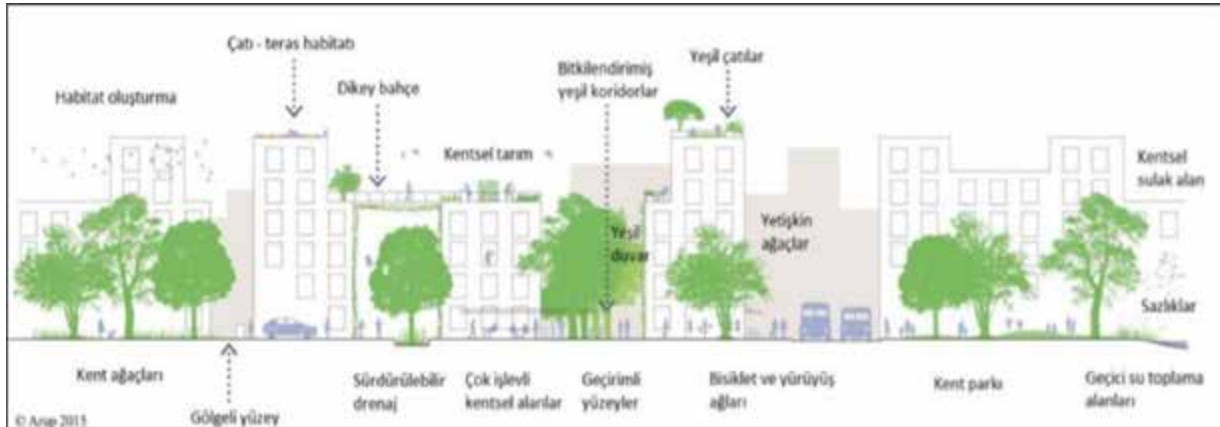 Çatı - teras habitatı
Yeşil çatılar
Bitkilendirimiş
yeşil koridorlar
Dikey bahçe
Habitat oluşturma
Kentsel tarım
Kentsel
sulak alan
Yeşil
duvar
Yetişkin
ağaçlar
Sazlıklar
Kent ağaçları
Gölgeli yüzey
Sürdürülebilir
drenaj
Çok işlevli
kentsel alanlar
Geçirimli
yüzeyler
Bisiklet ve yürüyüş
ağları
Kent parkı
Geçici su toplama
alanları
© Arup 2015